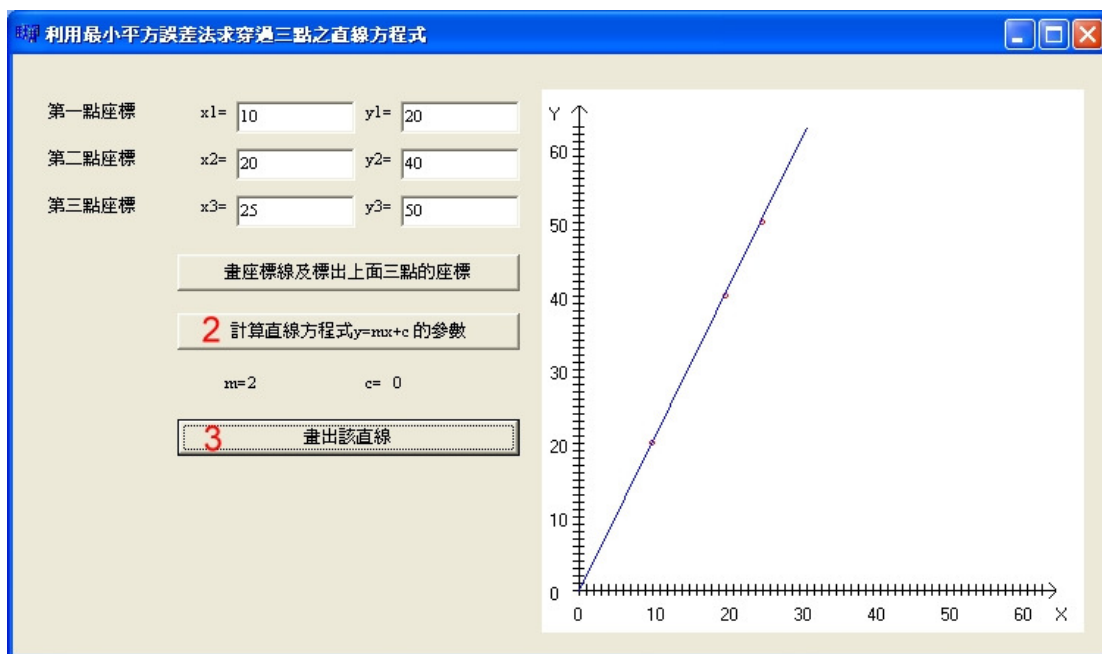 利用最小平方誤差法求穿過三點之直線方程式
第一點座標 x1= 10 y1= 20
第二點座標 x2= 20 y2= 40
第三點座標 x3= 25 y3= 50
畫座標線及標出上面三點的座標
2 計算直線方程式y=mx+c 的參數
m=2 c= 0
3 畫出該直線
Y
60
50
40
30
20
10
0
0 10 20 30 40 50 60 X